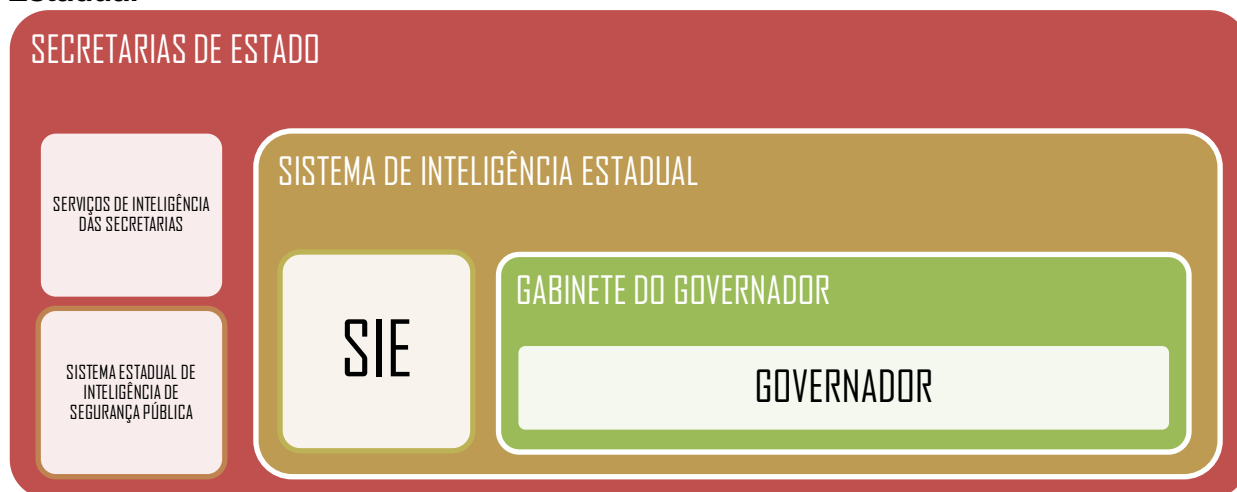 Estadual
SECRETARIAS DE ESTADO
SERVIÇOS DE INTELIGÊNCIA
DAS SECRETARIAS
SISTEMA ESTADUAL DE
INTELIGÊNCIA DE
SEGURANÇA PÚBLICA
SISTEMA DE INTELIGÊNCIA ESTADUAL
SIE
GABINETE DO GOVERNADOR
GOVERNADOR